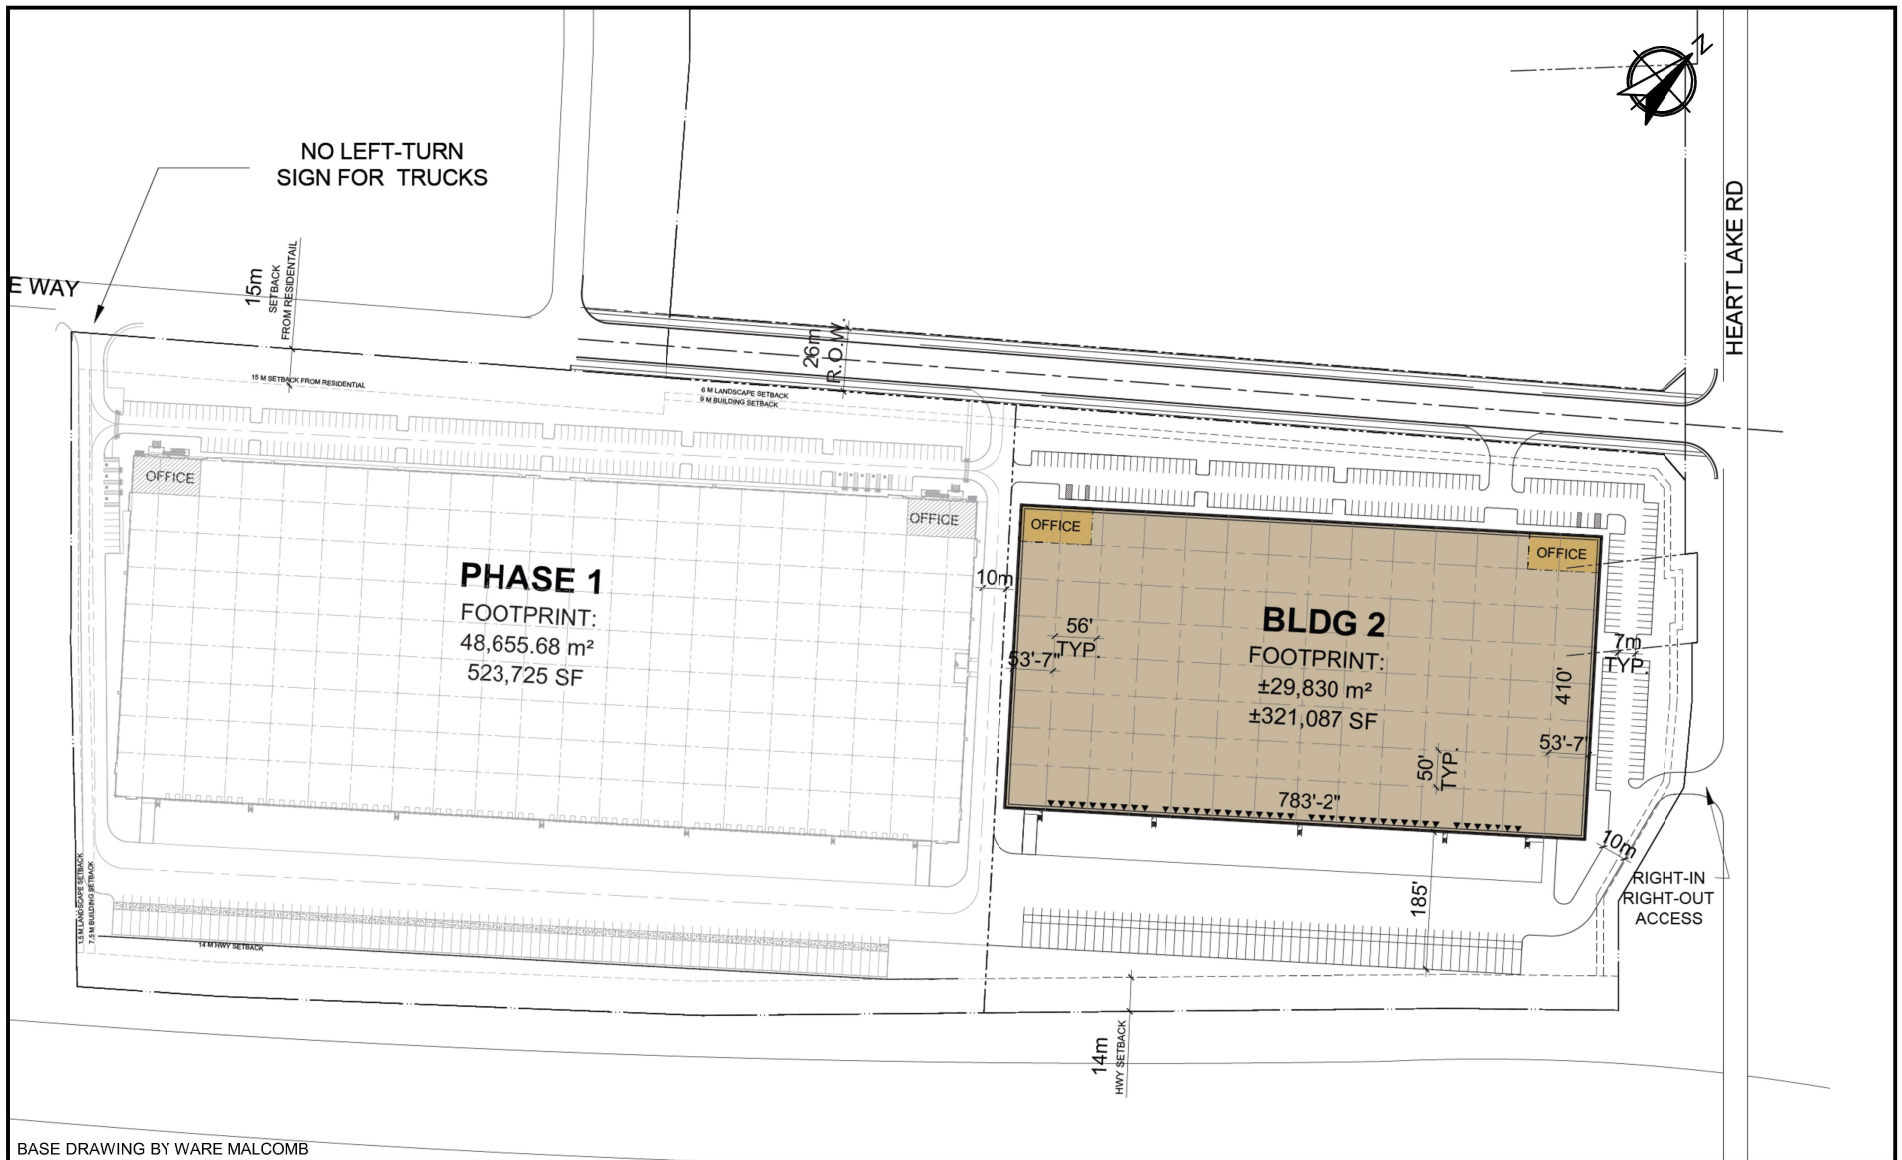 N
NO LEFT-TURN
SIGN FOR TRUCKS
HEART LAKE RD
15m
SETBACK
FROM RESIDENTAIL
E WAY
26m
R.O.W.
15 M SETBACK FROM RESIDENTIAL
6 M LANDSCAPE SETBACK
9 M BUILDING SETBACK
OFFICE
OFFICE
OFFICE
OFFICE
PHASE 1
FOOTPRINT:
48,655.68 m²
523,725 SF
10m
56'
TYP.
53'-7"
BLDG 2
FOOTPRINT:
±29,830 m²
±321,087 SF
7m
TYP.
410'
53'-7"
50'
TYP.
783'-2"
10m
RIGHT-IN
RIGHT-OUT
ACCESS
185'
1.5 M LANDSCAPE SETBACK
7.5 M BUILDING SETBACK
14 M HWY SETBACK
14m
HWY SETBACK
BASE DRAWING BY WARE MALCOMB